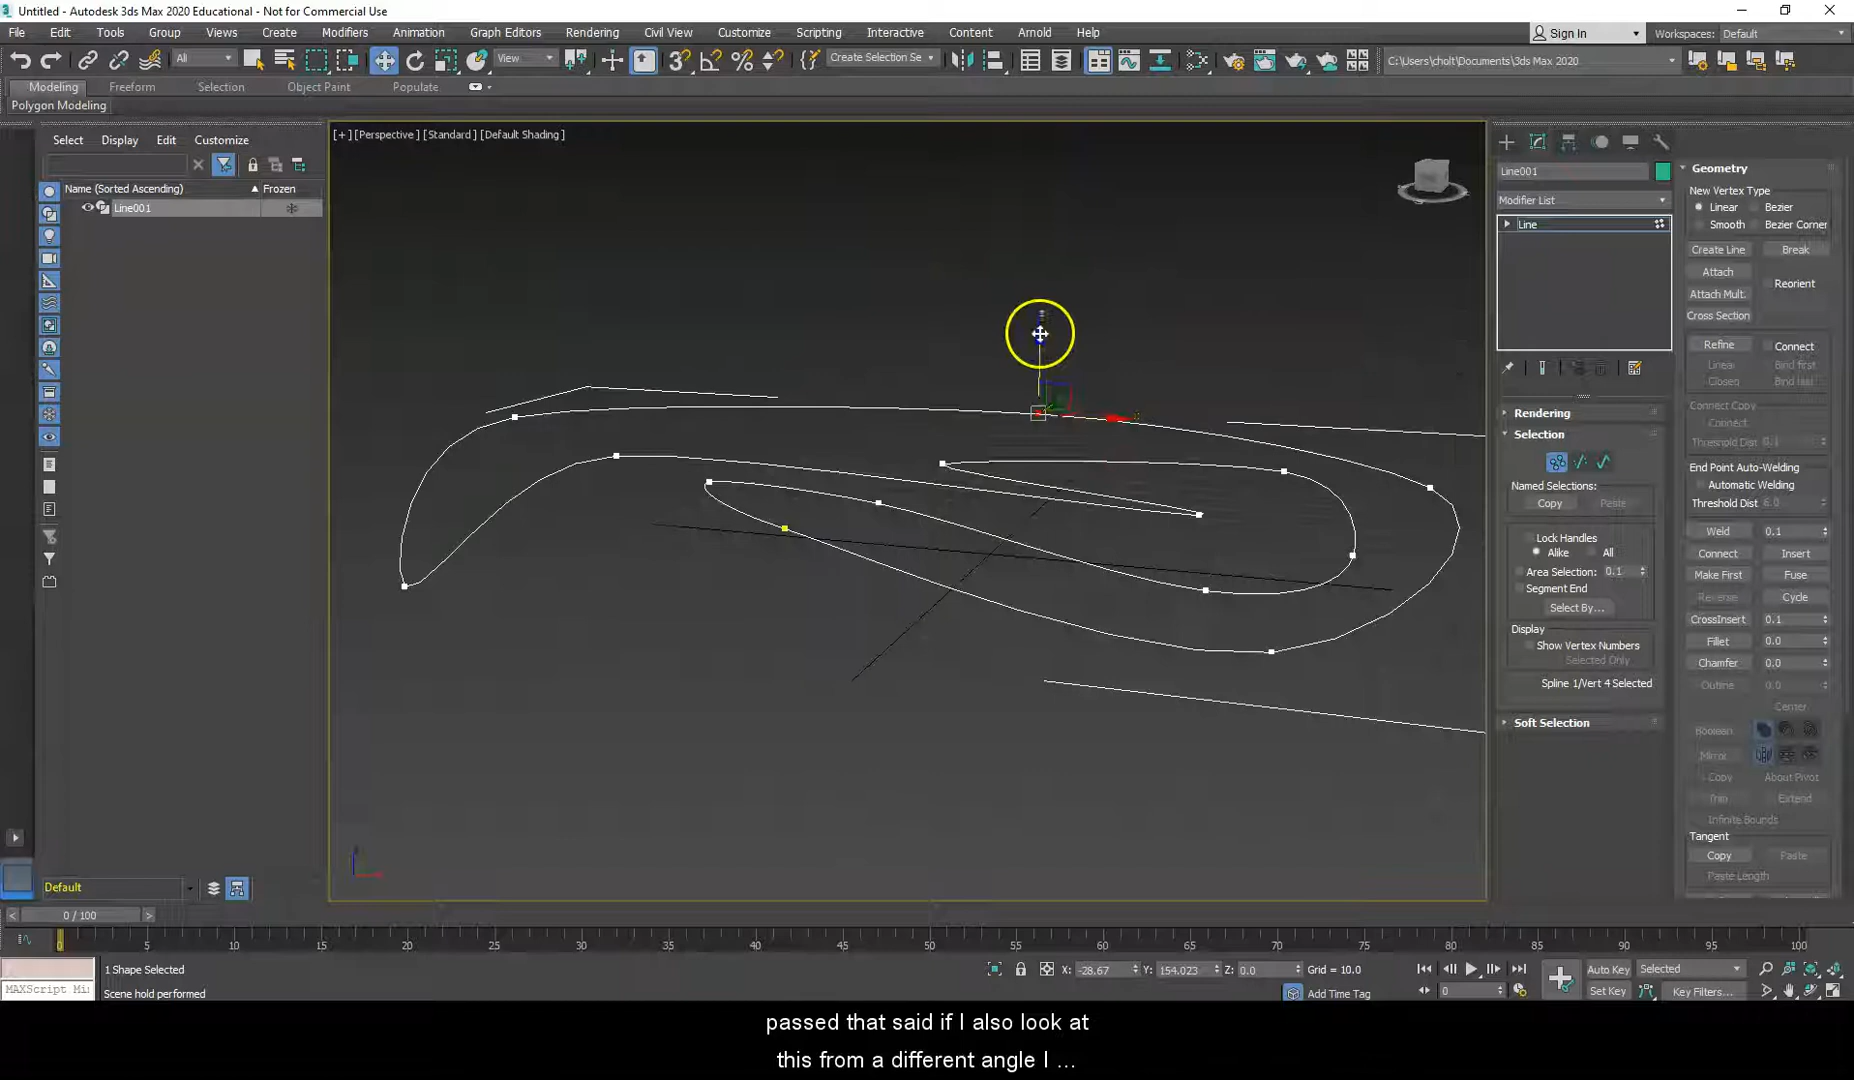 Untitled - Autodesk 3ds Max 2020 Educational - Not for Commercial Use
File Edit Tools Group Views Create Modifiers Animation Graph Editors Rendering Civil View Customize Scripting Interactive Content Arnold Help
Sign In
Workspaces: Default
All
View
Create Selection Se
C:\Users\cholt\Documents\3ds Max 2020
Modeling Freeform Selection Object Paint Populate
Polygon Modeling
Select Display Edit Customize
Name (Sorted Ascending) Frozen
Line001
[+] [Perspective] [Standard] [Default Shading]
Line001
Modifier List
Line
Rendering
Selection
Named Selections:
Copy Paste
Lock Handles
Alike All
Area Selection: 0.1
Segment End
Select By...
Display
Show Vertex Numbers
Selected Only
Spline 1/Vert 4 Selected
Soft Selection
Geometry
New Vertex Type
Linear Bezier
Smooth Bezier Corner
Create Line Break
Attach
Reorient
Attach Mult.
Cross Section
Refine Connect
Linear Bind first
Closed Bind last
Connect Copy
Connect
Threshold Dist 0.1
End Point Auto-Welding
Automatic Welding
Threshold Dist 6.0
Weld 0.1
Connect Insert
Make First Fuse
Reverse Cycle
CrossInsert 0.1
Fillet 0.0
Chamfer 0.0
Outline 0.0
Center
Boolean
Mirror
Copy About Pivot
Trim Extend
Infinite Bounds
Tangent
Copy Paste
Paste Length
Default
0 / 100
0 5 10 15 20 25 30 35 40 45 50 55 60 65 70 75 80 85 90 95 100
1 Shape Selected
MAXScript Mi
Scene hold performed
X: -28.67 Y: 154.023 Z: 0.0 Grid = 10.0
Add Time Tag
0
Auto Key Selected
Set Key Key Filters...
passed that said if I also look at
this from a different angle I ...